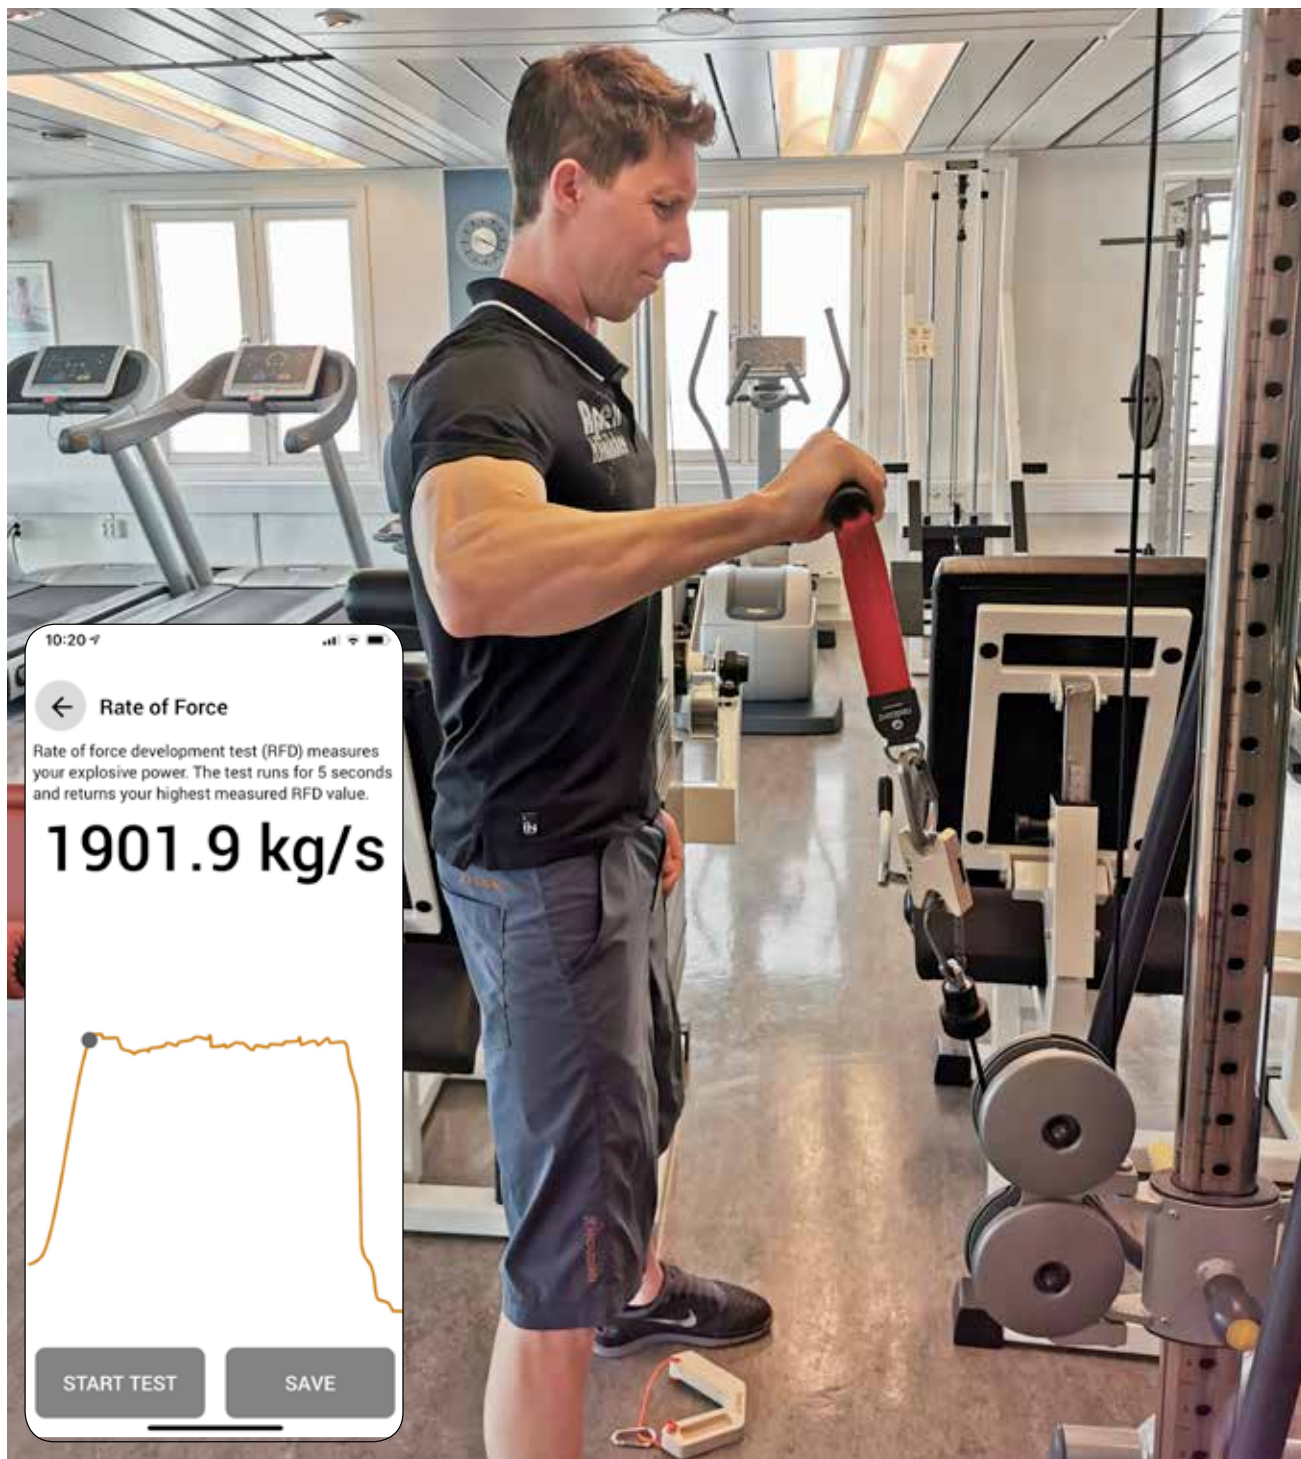 10:20
Rate of Force
Rate of force development test (RFD) measures
your explosive power. The test runs for 5 seconds
and returns your highest measured RFD value.
1901.9 kg/s
START TEST
SAVE